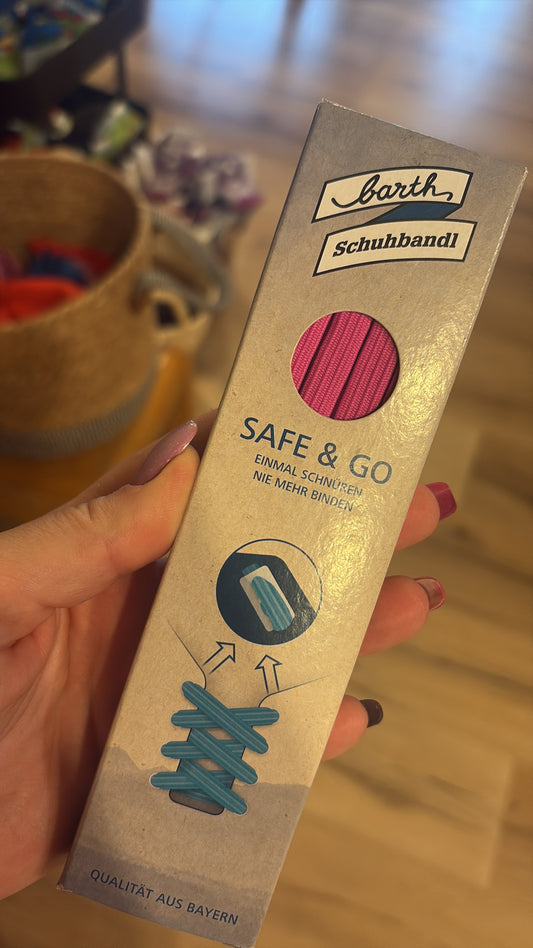 barth
Schuhbandl
SAFE & GO
EINMAL SCHNÜREN
NIE MEHR BINDEN
QUALITÄT AUS BAYERN